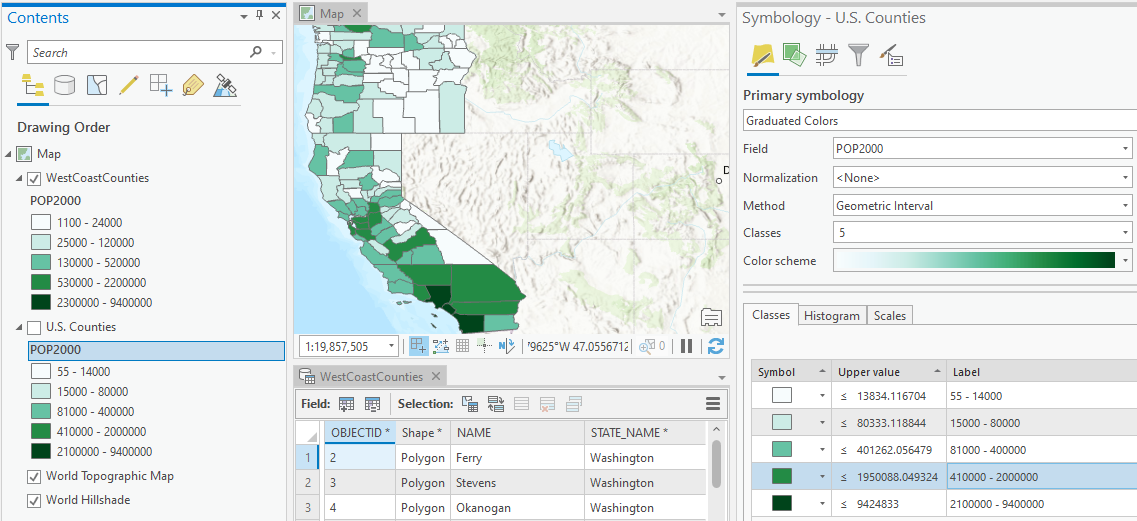 Contents
Search
Drawing Order
Map
WestCoastCounties
POP2000
1100 - 24000
25000 - 120000
130000 - 520000
530000 - 2200000
2300000 - 9400000
U.S. Counties
POP2000
55 - 14000
15000 - 80000
81000 - 400000
410000 - 2000000
2100000 - 9400000
World Topographic Map
World Hillshade
Map
D
1:19,857,505
79625°W 47.0556712
0
WestCoastCounties
Field: Selection:
OBJECTID * Shape * NAME STATE_NAME *
1 2 Polygon Ferry Washington
2 3 Polygon Stevens Washington
3 4 Polygon Okanogan Washington
Symbology - U.S. Counties
Primary symbology
Graduated Colors
Field POP2000
Normalization <None>
Method Geometric Interval
Classes 5
Color scheme
Classes Histogram Scales
Symbol Upper value Label
≤ 13834.116704 55 - 14000
≤ 80333.118844 15000 - 80000
≤ 401262.056479 81000 - 400000
≤ 1950088.049324 410000 - 2000000
≤ 9424833 2100000 - 9400000